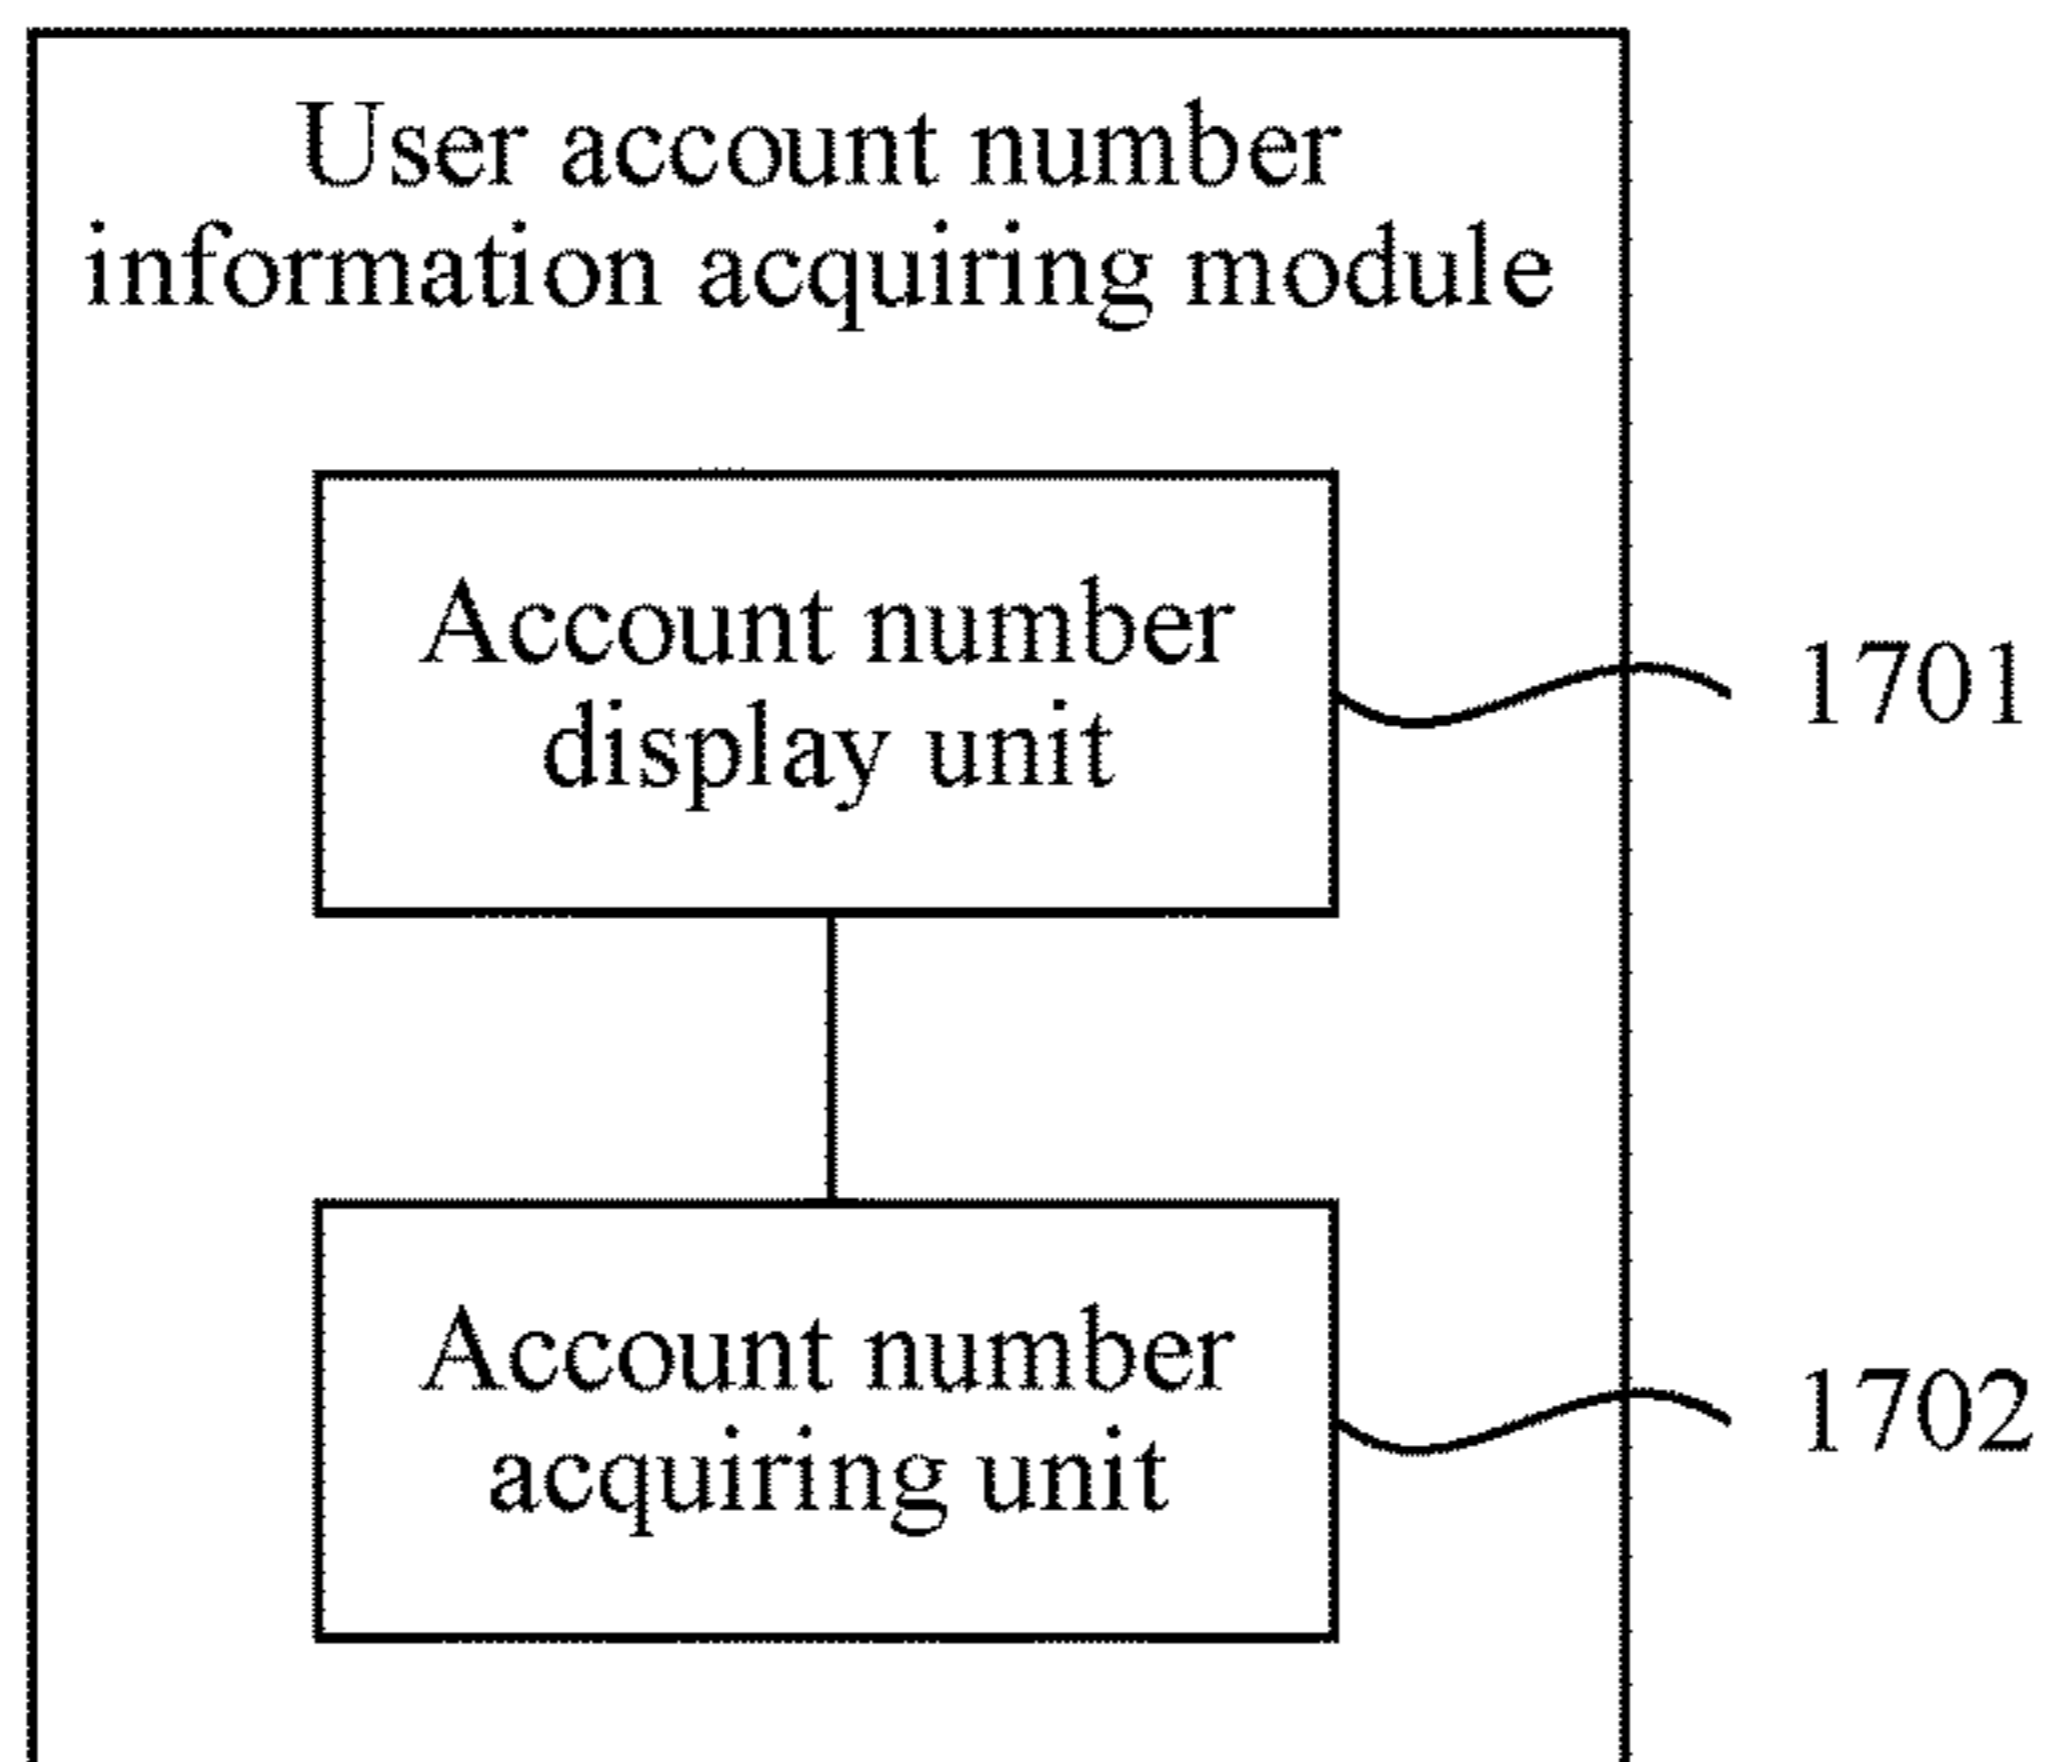 User account number
information acquiring module
Account number
display unit
1701
Account number
acquiring unit
1702